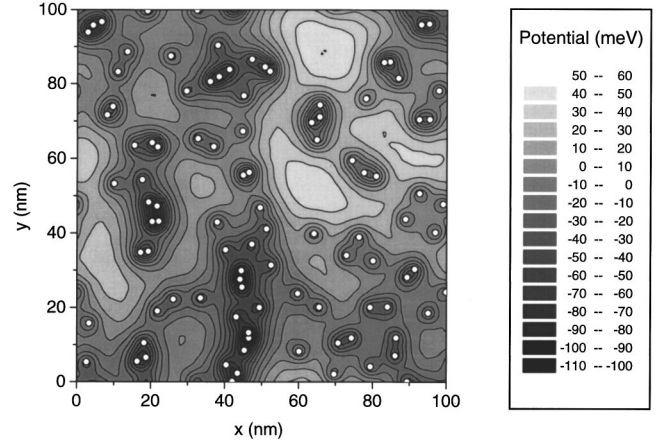 100
80
60
40
20
0
y (nm)
0 20 40 60 80 100
x (nm)
Potential (meV)
50 -- 60
40 -- 50
30 -- 40
20 -- 30
10 -- 20
0 -- 10
-10 -- 0
-20 -- -10
-30 -- -20
-40 -- -30
-50 -- -40
-60 -- -50
-70 -- -60
-80 -- -70
-90 -- -80
-100 -- -90
-110 -- -100